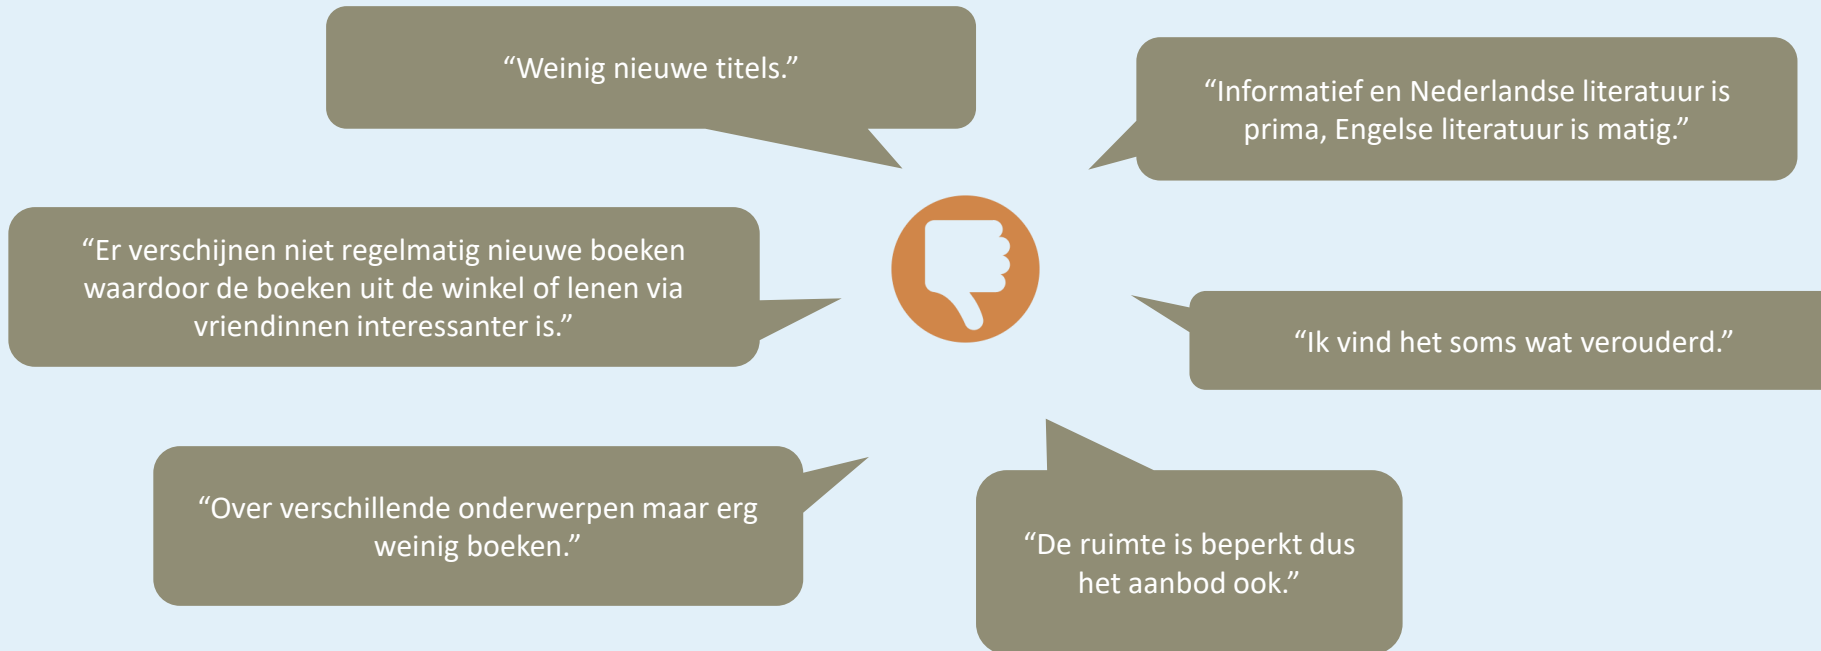 “Weinig nieuwe titels.”
“Informatief en Nederlandse literatuur is
prima, Engelse literatuur is matig.”
“Er verschijnen niet regelmatig nieuwe boeken
waardoor de boeken uit de winkel of lenen via
vriendinnen interessanter is.”
“Ik vind het soms wat verouderd.”
“Over verschillende onderwerpen maar erg
weinig boeken.”
“De ruimte is beperkt dus
het aanbod ook.”